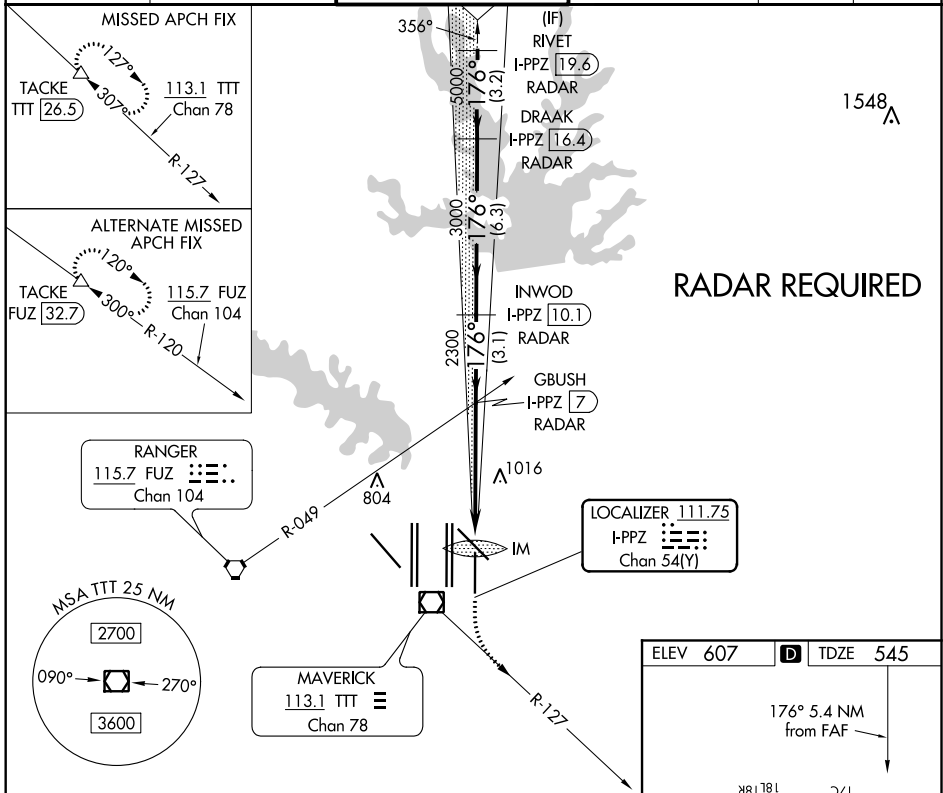 MISSED APCH FIX
127°
TACKE
TTT 26.5
307°
113.1 TTT
Chan 78
R-127
ALTERNATE MISSED
APCH FIX
120°
TACKE
FUZ 32.7
300°
115.7 FUZ
Chan 104
R-120
356°
(IF)
RIVET
I-PPZ 19.6
RADAR
5000
176°
(3.2)
DRAAK
I-PPZ 16.4
RADAR
1548
3000
176°
(6.3)
RADAR REQUIRED
INWOD
I-PPZ 10.1
RADAR
2300
176°
(3.1)
GBUSH
I-PPZ 7
RADAR
RANGER
115.7 FUZ
Chan 104
R-049
804
1016
LOCALIZER 111.75
I-PPZ
Chan 54(Y)
IM
MSA TTT 25 NM
2700
090°
270°
3600
MAVERICK
113.1 TTT
Chan 78
R-127
ELEV 607 D TDZE 545
176° 5.4 NM
from FAF
18L 18R